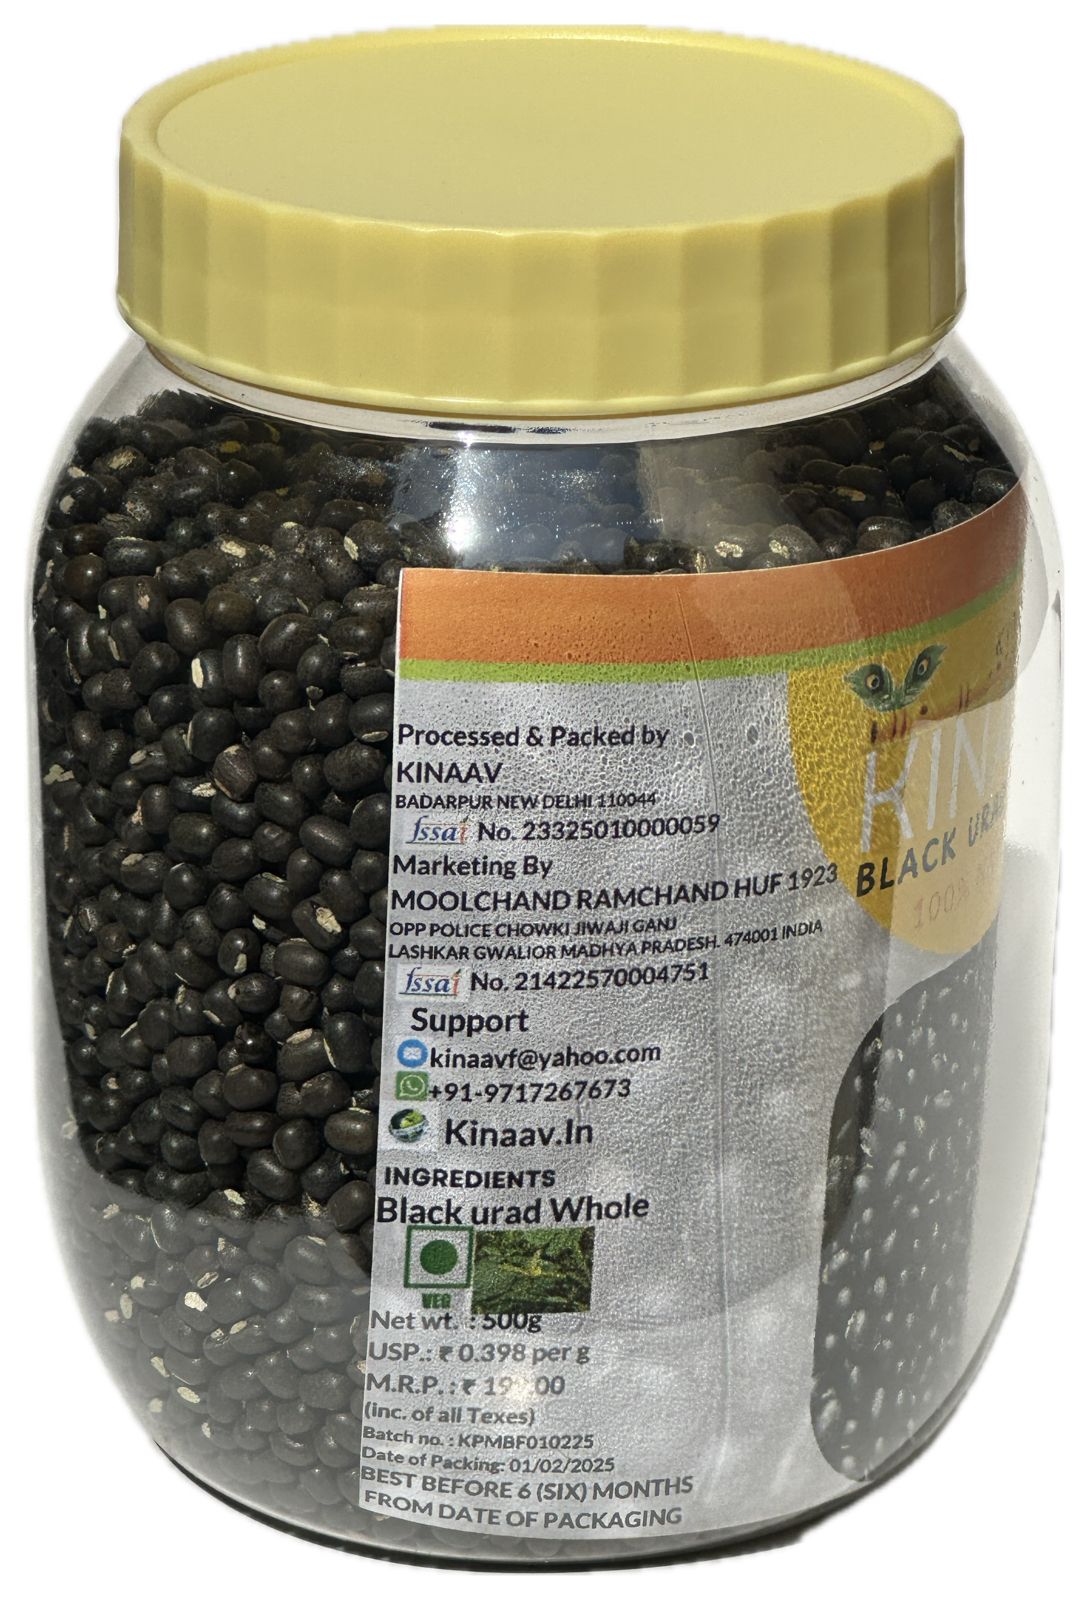 Processed & Packed by
KINAAV
BADARPUR NEW DELHI 110044
fssai No. 23325010000059
Marketing By
MOOLCHAND RAMCHAND HUF 1923
OPP POLICE CHOWKI JIWAJI GANJ
LASHKAR GWALIOR MADHYA PRADESH. 474001 INDIA
fssai No. 21422570004751
Support
kinaavf@yahoo.com
+91-9717267673
Kinaav.In
INGREDIENTS
Black urad Whole
VEG
Net wt. : 500g
USP.: ₹ 0.398 per g
M.R.P. : ₹
(inc. of all Texes)
Batch no. : KPMBF010225
Date of Packing: 01/02/2025
BEST BEFORE 6 (SIX) MONTHS
FROM DATE OF PACKAGING
KIN
BLACK
100%